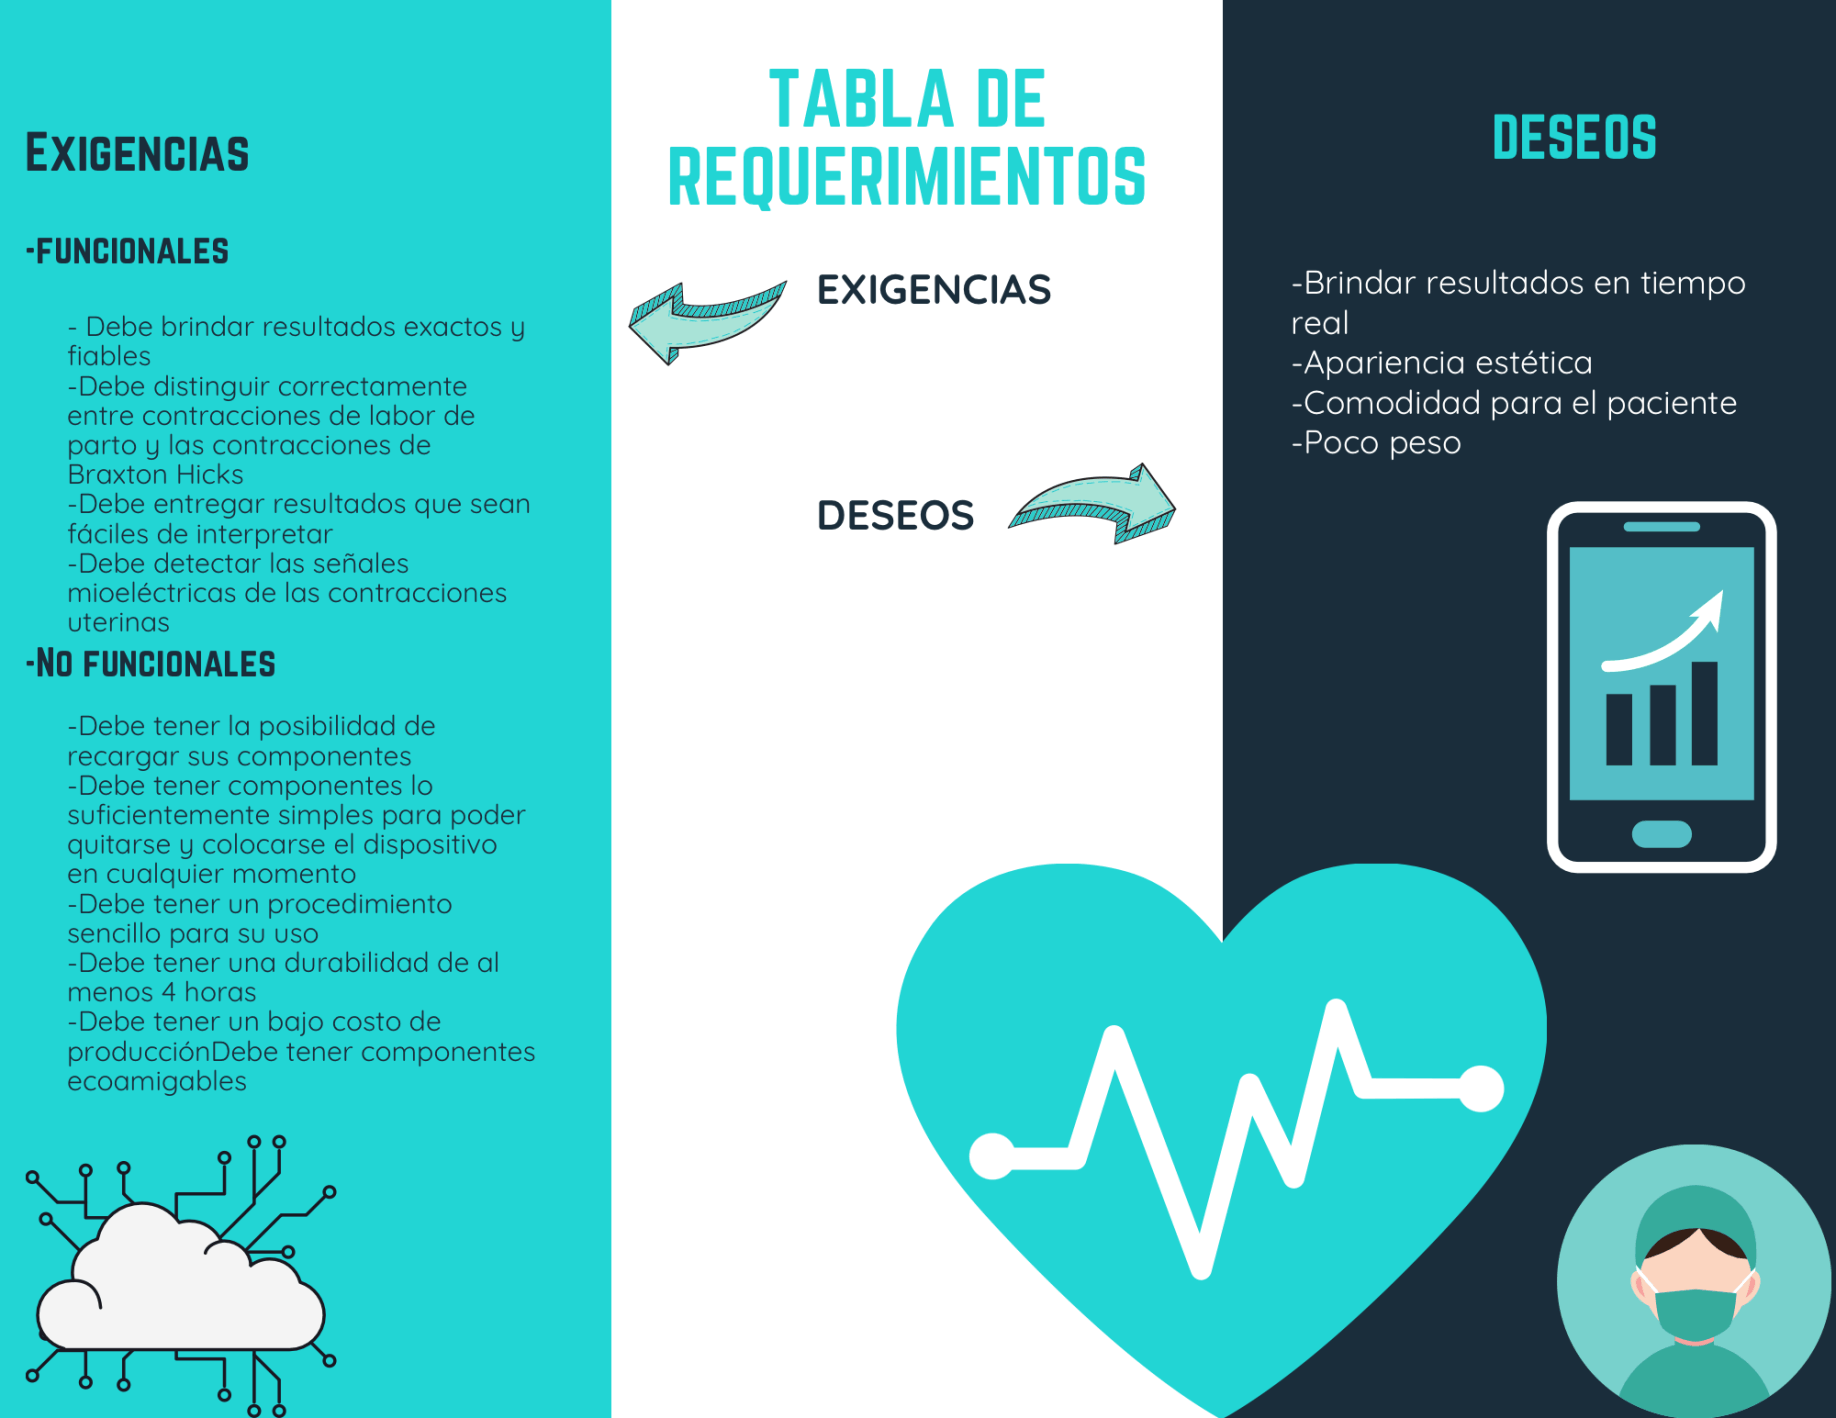 EXIGENCIAS
-FUNCIONALES
- Debe brindar resultados exactos y
fiables
-Debe distinguir correctamente
entre contracciones de labor de
parto y las contracciones de
Braxton Hicks
-Debe entregar resultados que sean
fáciles de interpretar
-Debe detectar las señales
mioeléctricas de las contracciones
uterinas
-NO FUNCIONALES
-Debe tener la posibilidad de
recargar sus componentes
-Debe tener componentes lo
suficientemente simples para poder
quitarse y colocarse el dispositivo
en cualquier momento
-Debe tener un procedimiento
sencillo para su uso
-Debe tener una durabilidad de al
menos 4 horas
-Debe tener un bajo costo de
producciónDebe tener componentes
ecoamigables
TABLA DE
REQUERIMIENTOS
EXIGENCIAS
DESEOS
DESEOS
-Brindar resultados en tiempo
real
-Apariencia estética
-Comodidad para el paciente
-Poco peso